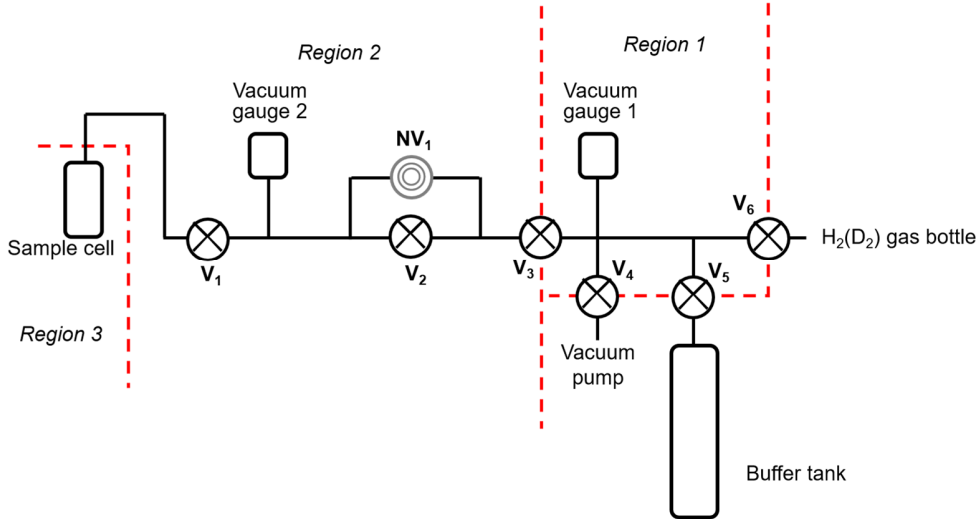 Region 2
Region 1
Vacuum
gauge 2
Vacuum
gauge 1
NV₁
V₆
Sample cell
V₁
V₂
V₃
V₄
V₅
H₂(D₂) gas bottle
Region 3
Vacuum
pump
Buffer tank